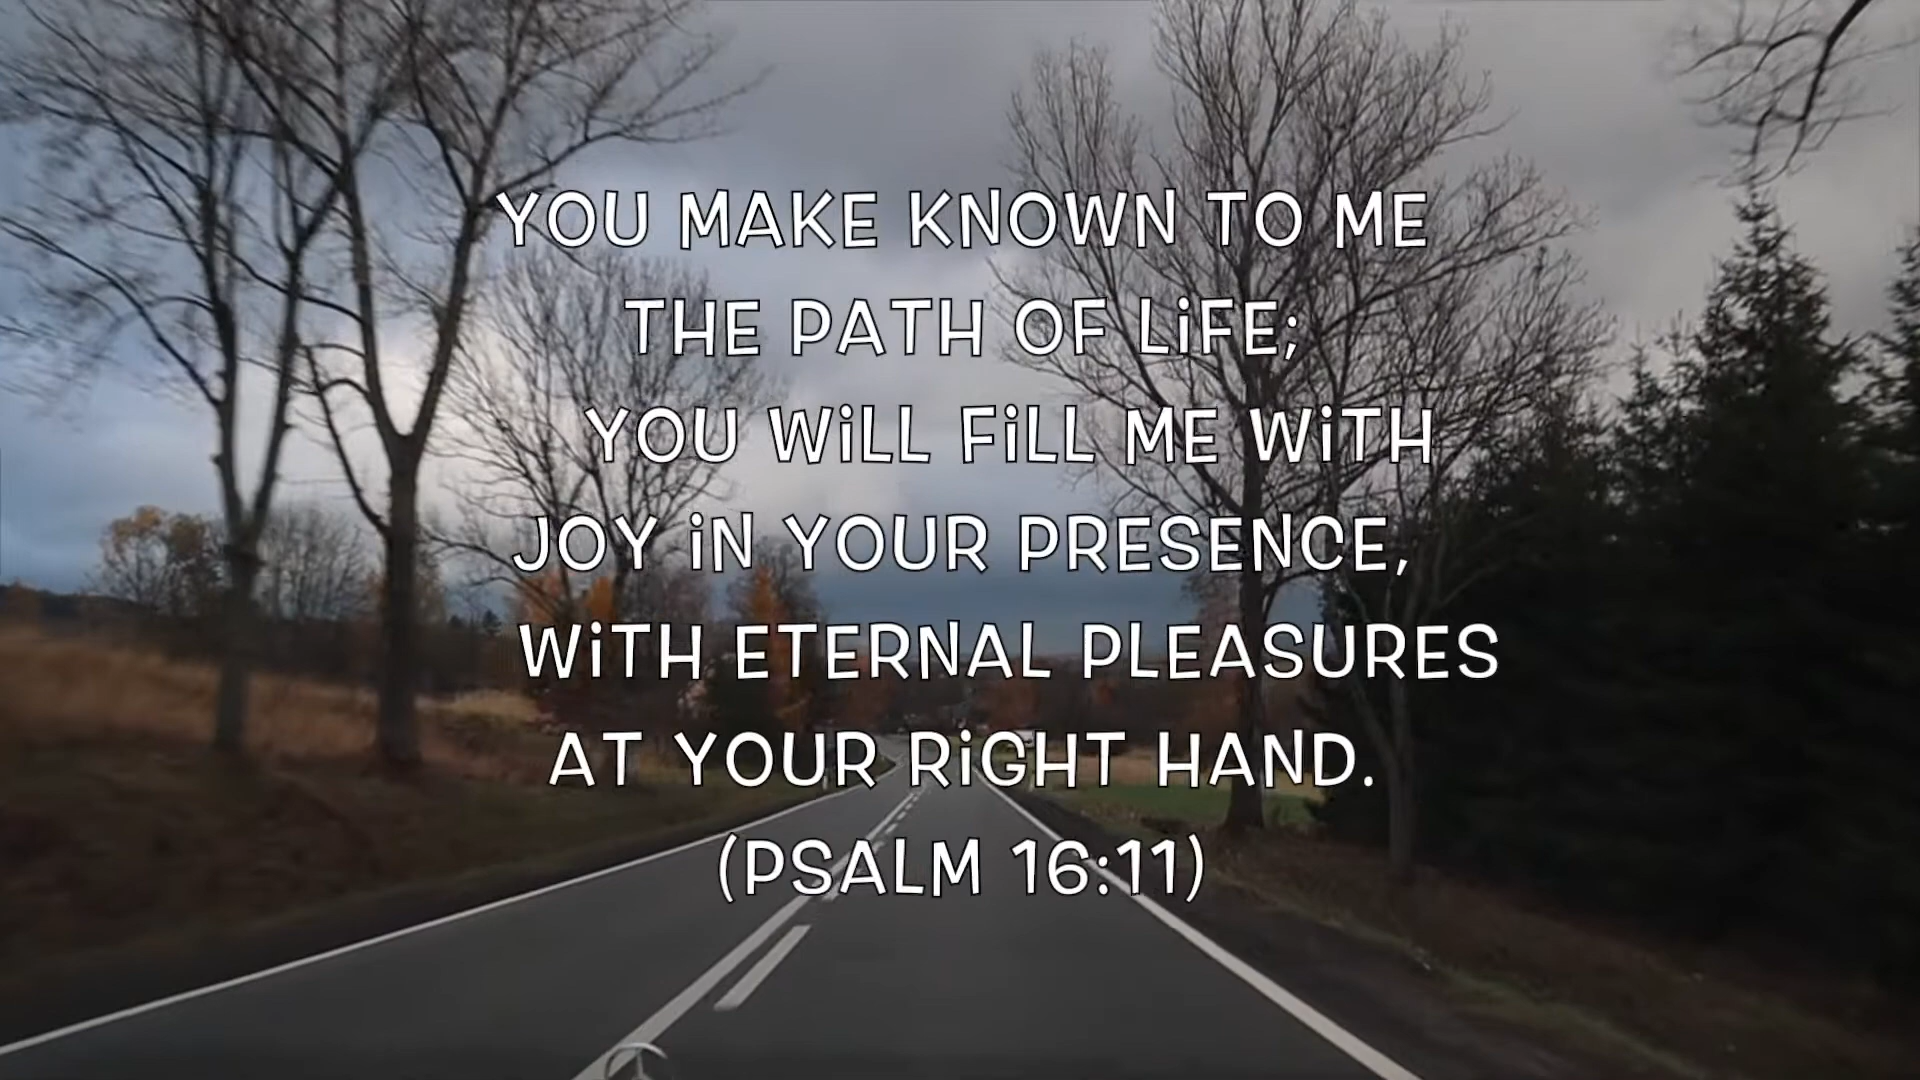 YOU MAKE KNOWN TO ME
THE PATH OF LiFE;
YOU WiLL FiLL ME WiTH
JOY iN YOUR PRESENCE,
WiTH ETERNAL PLEASURES
AT YOUR RiGHT HAND.
(PSALM 16:11)